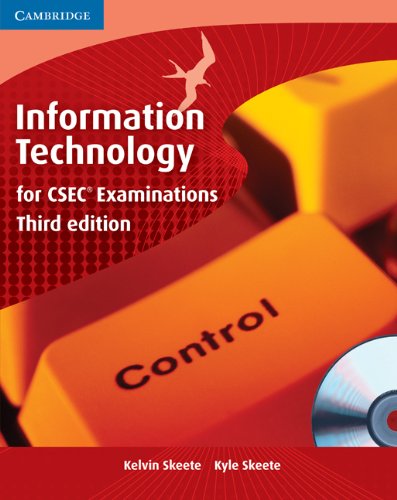 CAMBRIDGE
Information
Technology
for CSEC® Examinations
Third edition
Control
Kelvin Skeete Kyle Skeete